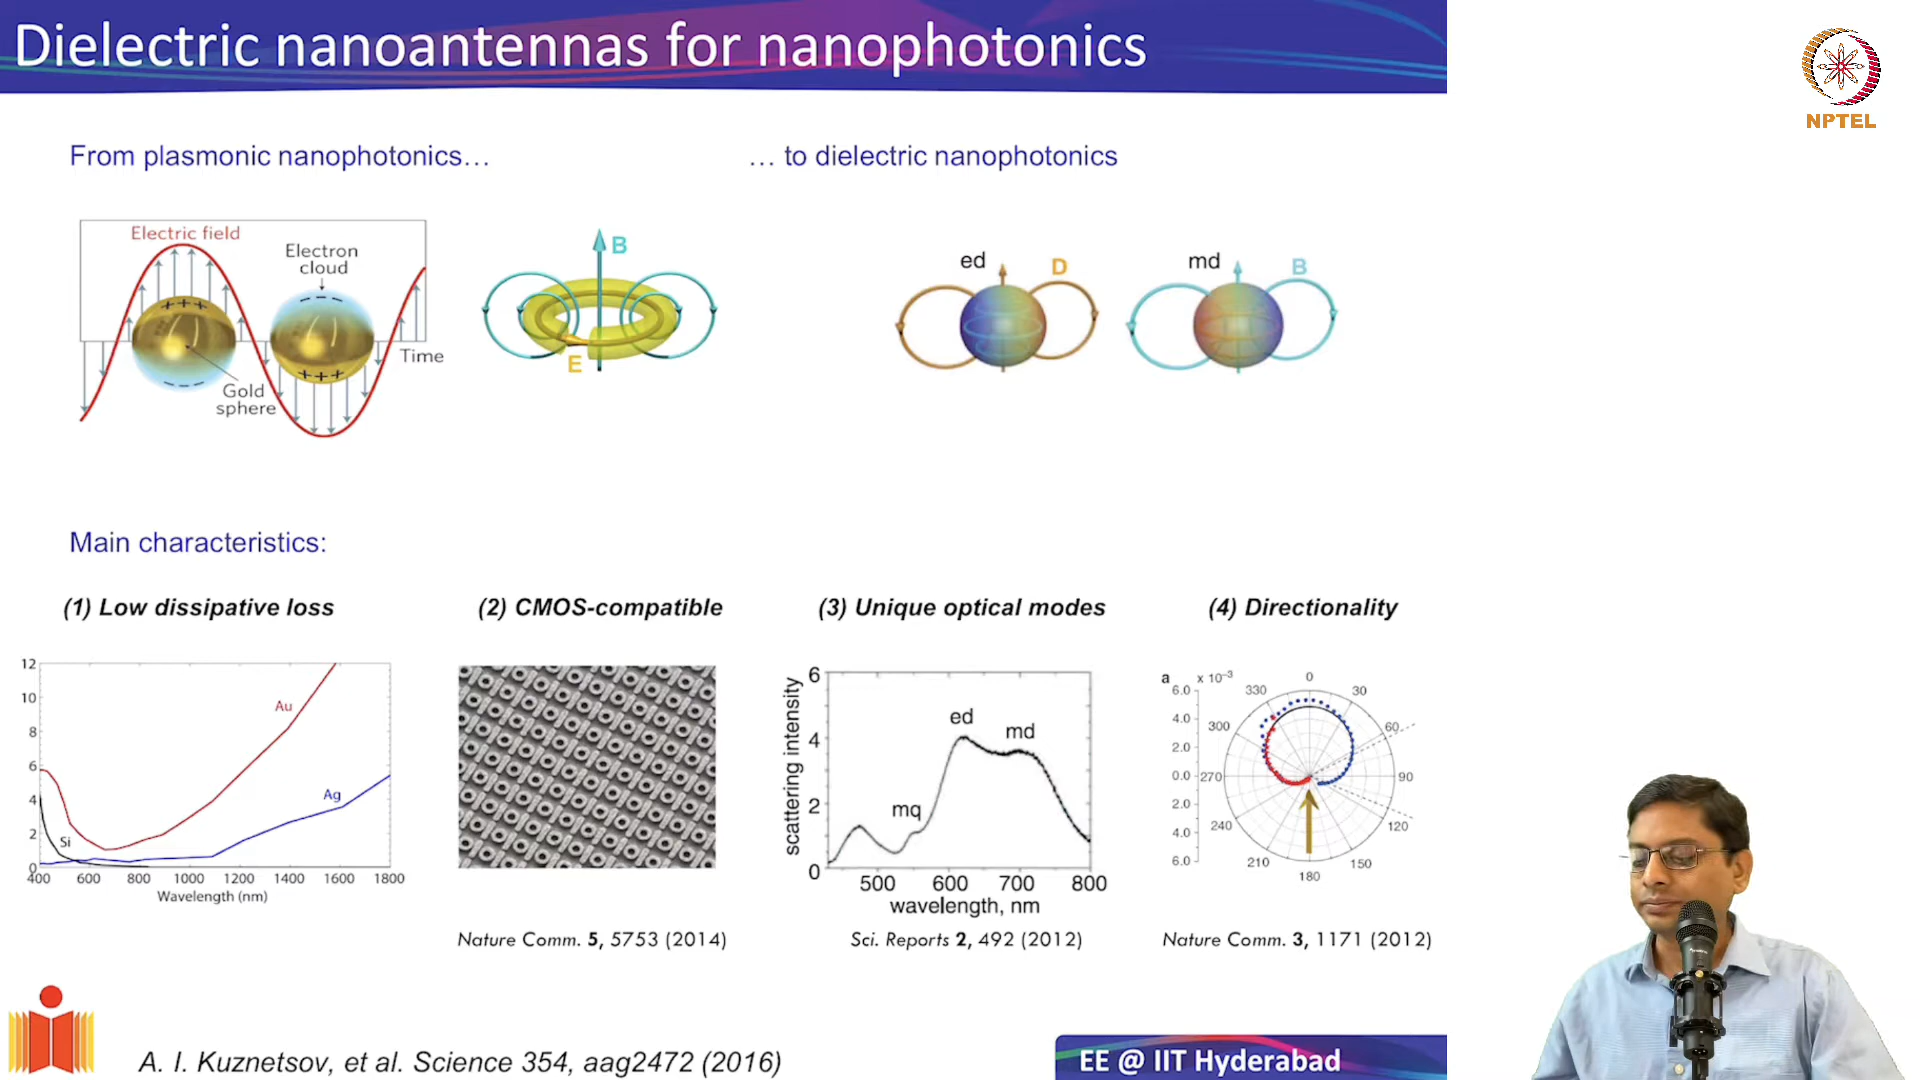 Dielectric nanoantennas for nanophotonics
NPTEL
From plasmonic nanophotonics…
… to dielectric nanophotonics
Electric field
Electron
cloud
Gold
sphere
Time
B
E
ed
D
md
B
Main characteristics:
(1) Low dissipative loss
(2) CMOS-compatible
(3) Unique optical modes
(4) Directionality
12
10
8
6
4
2
0
Au
Ag
Si
400 600 800 1000 1200 1400 1600 1800
Wavelength (nm)
scattering intensity
6
4
2
0
ed
md
mq
500 600 700 800
wavelength, nm
a
x 10⁻³
6.0
4.0
2.0
0.0
2.0
4.0
6.0
0
30
60
90
120
150
180
210
240
270
300
330
Nature Comm. 5, 5753 (2014)
Sci. Reports 2, 492 (2012)
Nature Comm. 3, 1171 (2012)
A. I. Kuznetsov, et al. Science 354, aag2472 (2016)
EE @ IIT Hyderabad